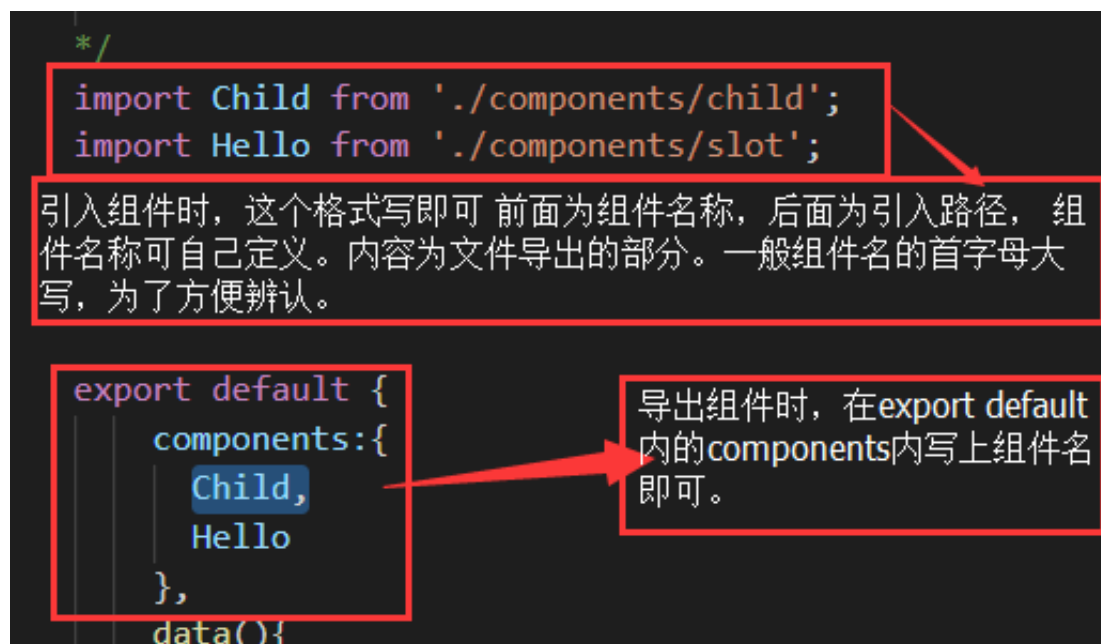 */
import Child from './components/child';
import Hello from './components/slot';
引入组件时，这个格式写即可 前面为组件名称，后面为引入路径， 组
件名称可自己定义。内容为文件导出的部分。一般组件名的首字母大
写，为了方便辨认。
export default {
components:{
Child,
Hello
},
data(){
导出组件时，在export default
内的components内写上组件名
即可。